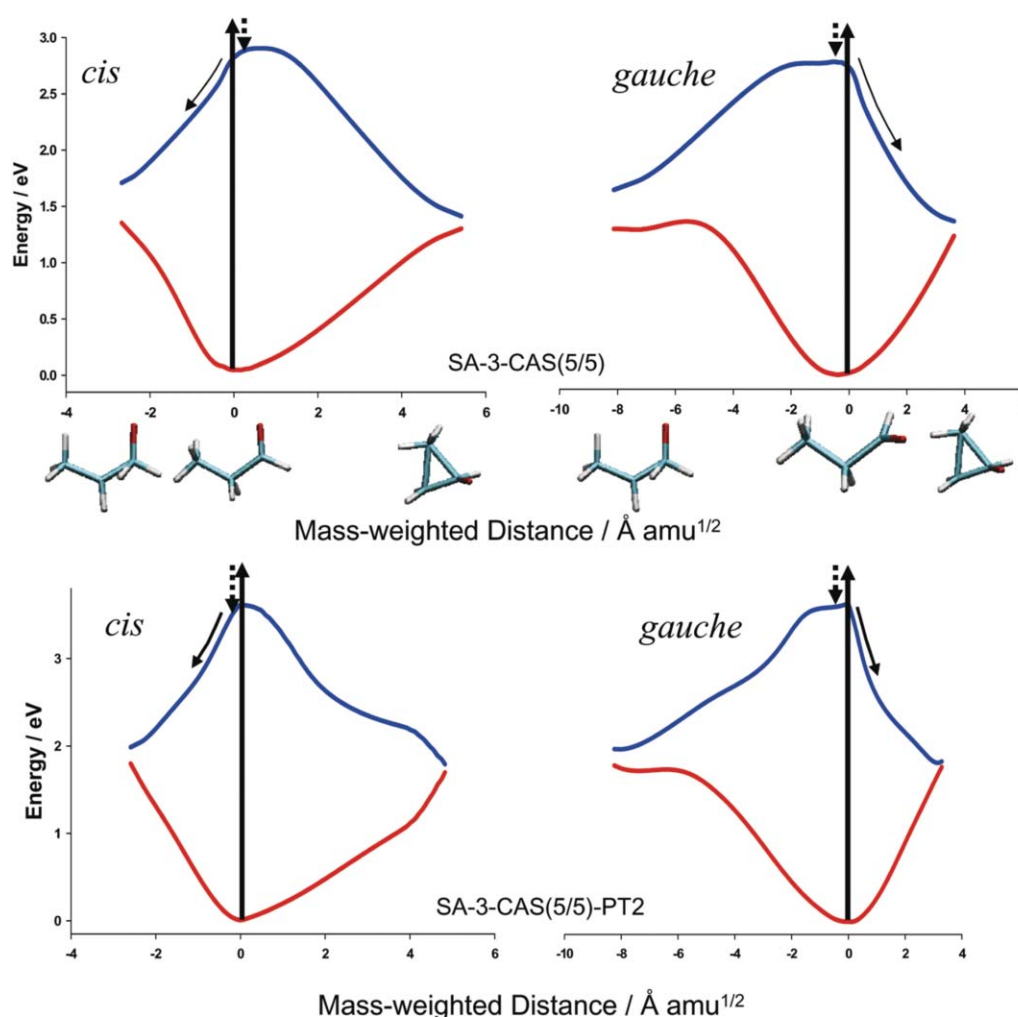 cis
gauche
Energy / eV
3.0
2.5
2.0
1.5
1.0
0.5
0.0
SA-3-CAS(5/5)
-4 -2 0 2 4 6
-10 -8 -6 -4 -2 0 2 4
Mass-weighted Distance / Å amu1/2
cis
gauche
Energy / eV
3
2
1
0
SA-3-CAS(5/5)-PT2
-4 -2 0 2 4 6
-10 -8 -6 -4 -2 0 2 4
Mass-weighted Distance / Å amu1/2